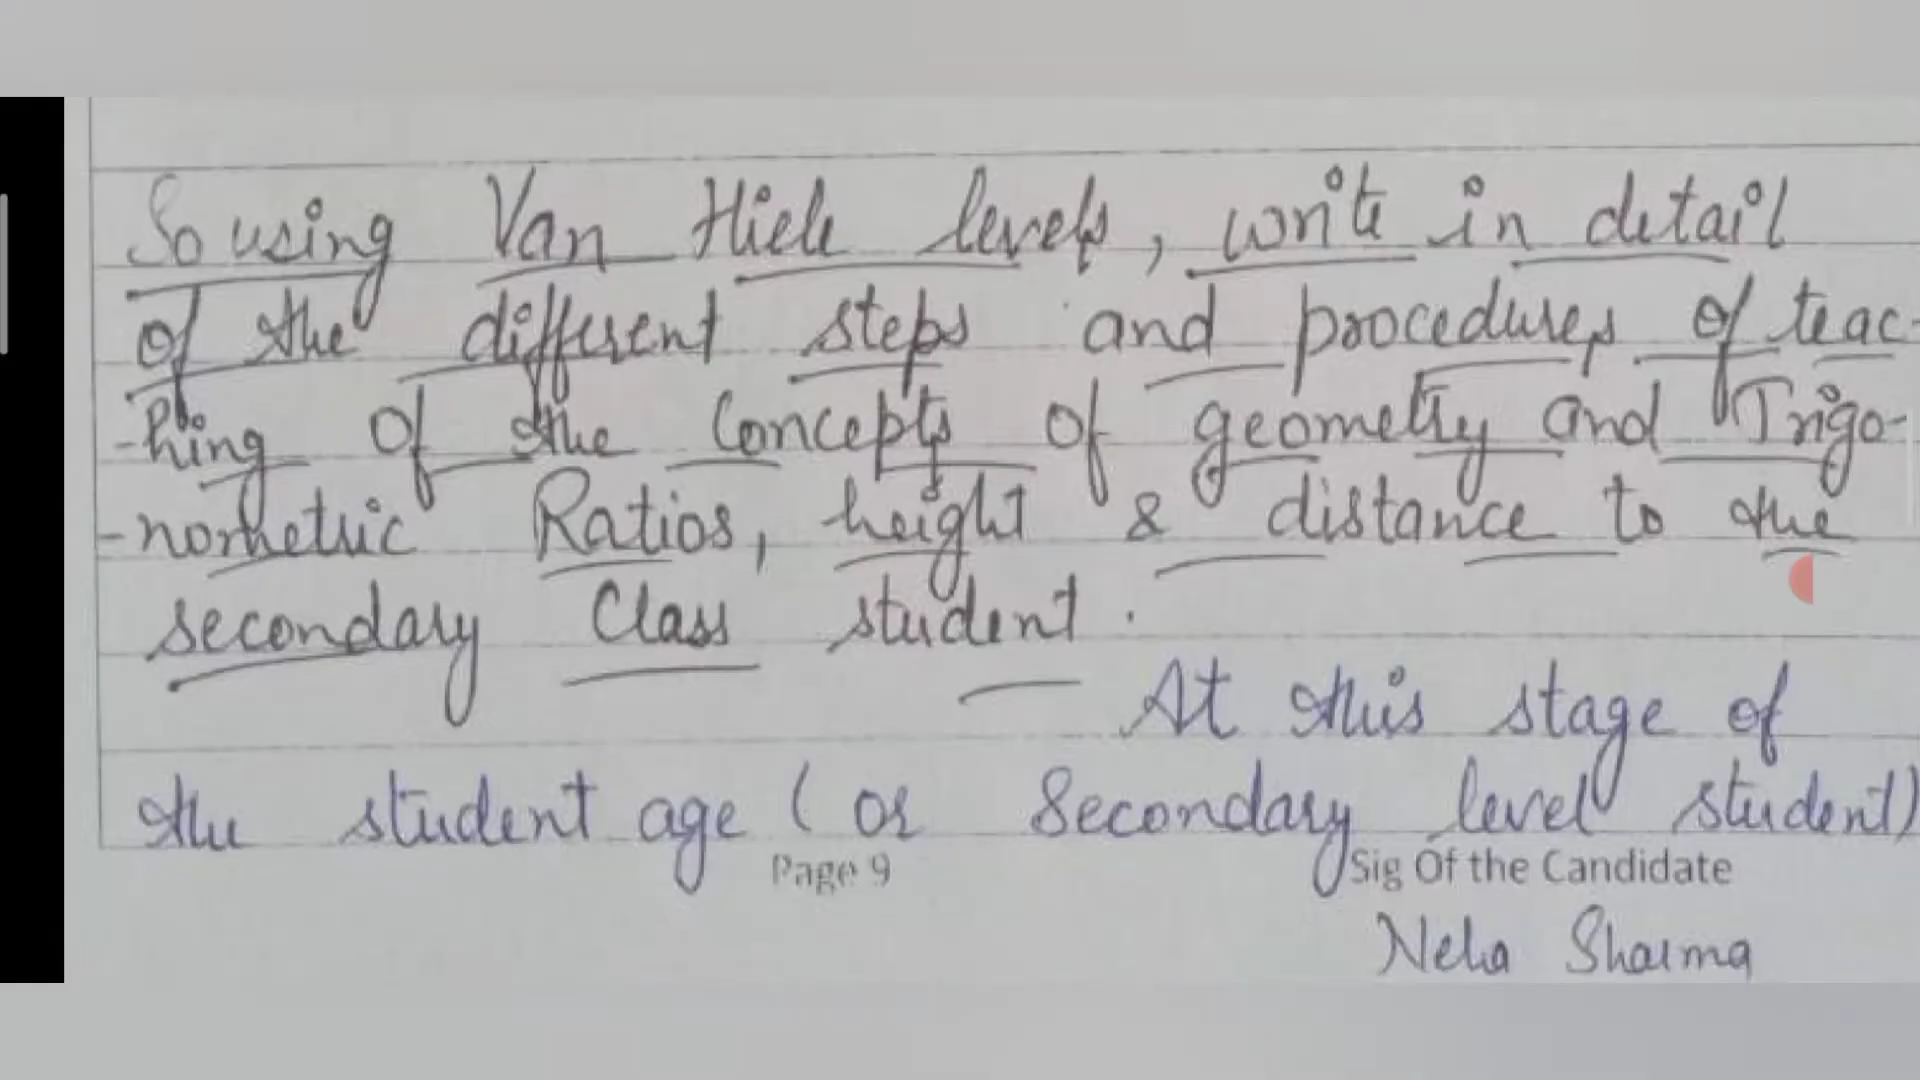 So using Van Hiele levels, write in detail
of the different steps and procedures of teac-
-hing of the Concepts of geometry and Trigo-
-nometric Ratios, height & distance to the
secondary Class student.
At this stage of
the student age (or Secondary level student)
Page 9 Sig Of the Candidate
Neha Sharma